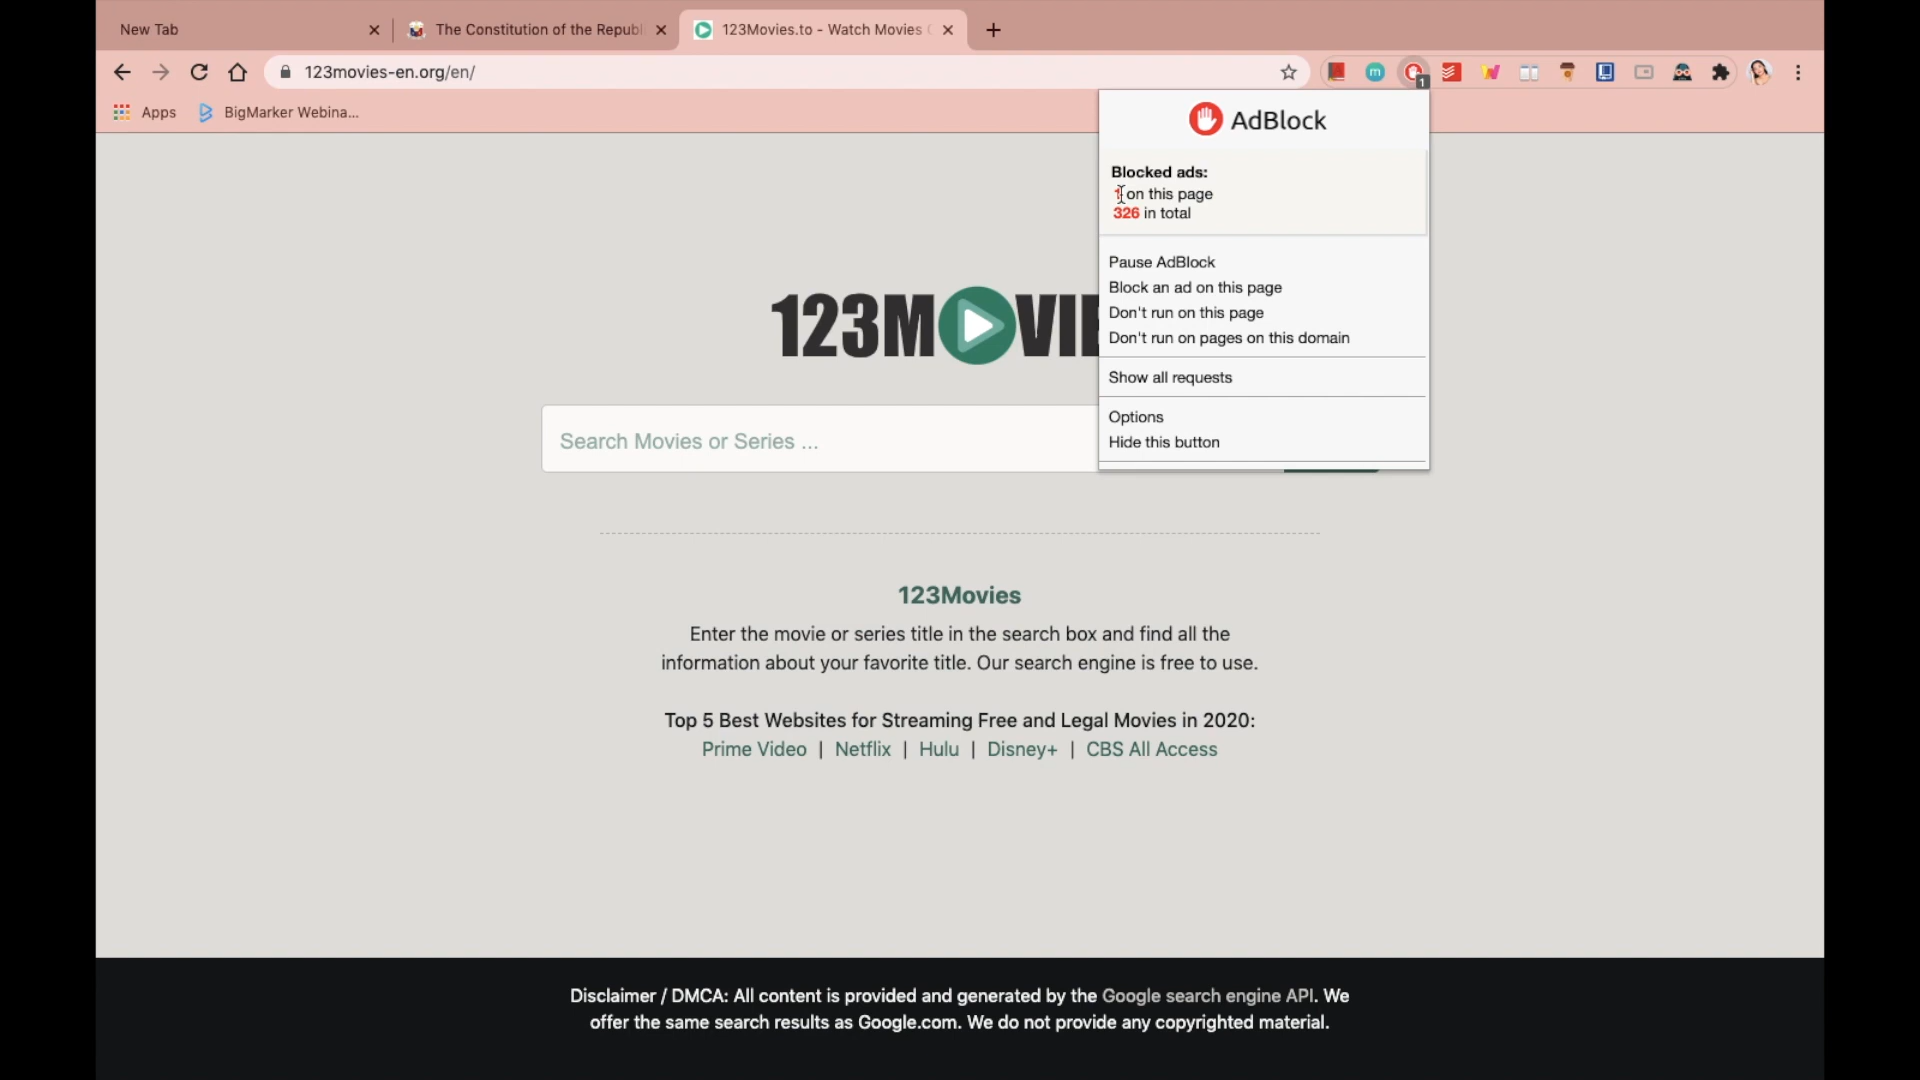 New Tab
The Constitution of the Republ
123Movies.to - Watch Movies
123movies-en.org/en/
m
1
Apps
BigMarker Webina...
AdBlock
Blocked ads:
1 on this page
326 in total
Pause AdBlock
Block an ad on this page
Don't run on this page
Don't run on pages on this domain
Show all requests
Options
Hide this button
123MOVIE
Search Movies or Series ...
123Movies
Enter the movie or series title in the search box and find all the
information about your favorite title. Our search engine is free to use.
Top 5 Best Websites for Streaming Free and Legal Movies in 2020:
Prime Video | Netflix | Hulu | Disney+ | CBS All Access
Disclaimer / DMCA: All content is provided and generated by the Google search engine API. We
offer the same search results as Google.com. We do not provide any copyrighted material.